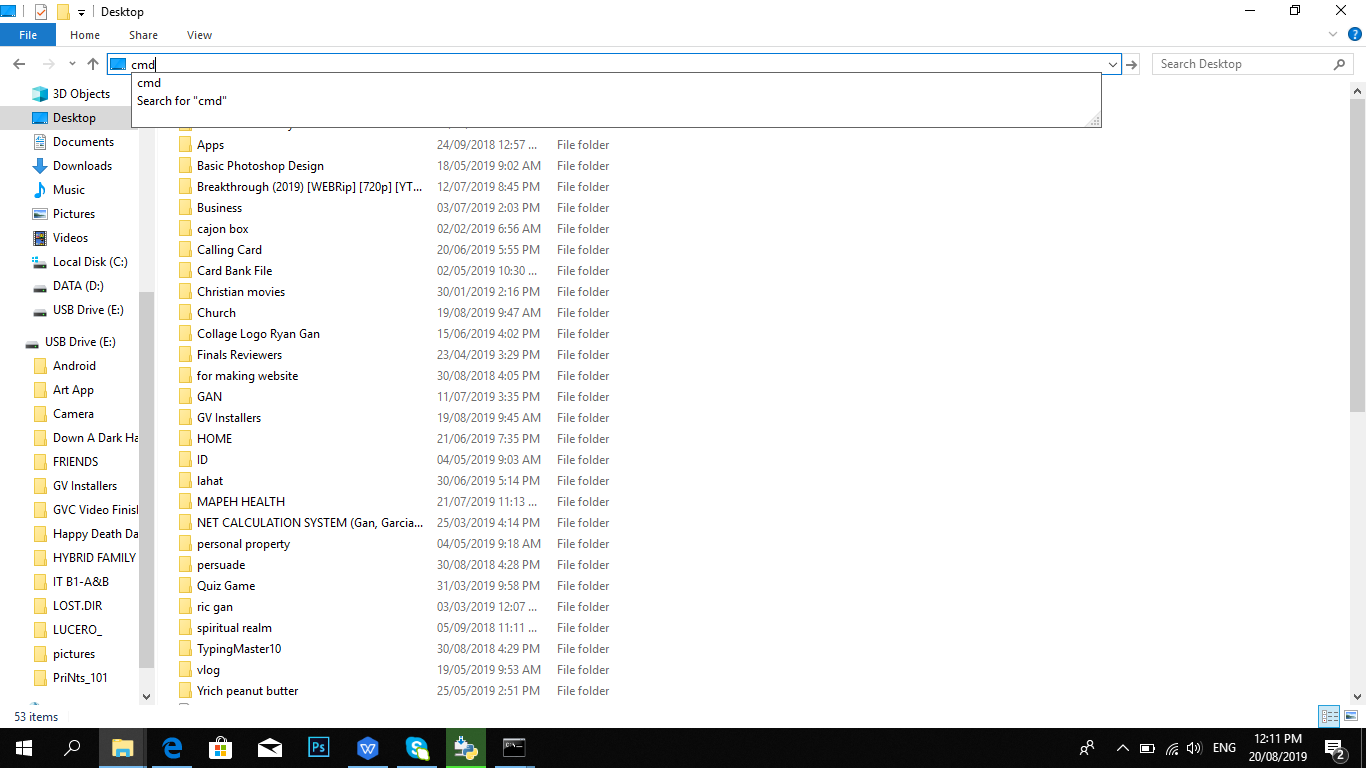 Desktop
File Home Share View
cmd
Search Desktop
cmd
Search for "cmd"
3D Objects
Desktop
Documents
Downloads
Music
Pictures
Videos
Local Disk (C:)
DATA (D:)
USB Drive (E:)
USB Drive (E:)
Android
Art App
Camera
Down A Dark Ha
FRIENDS
GV Installers
GVC Video Finish
Happy Death Da
HYBRID FAMILY
IT B1-A&B
LOST.DIR
LUCERO_
pictures
PriNts_101
Apps 24/09/2018 12:57 ... File folder
Basic Photoshop Design 18/05/2019 9:02 AM File folder
Breakthrough (2019) [WEBRip] [720p] [YT... 12/07/2019 8:45 PM File folder
Business 03/07/2019 2:03 PM File folder
cajon box 02/02/2019 6:56 AM File folder
Calling Card 20/06/2019 5:55 PM File folder
Card Bank File 02/05/2019 10:30 ... File folder
Christian movies 30/01/2019 2:16 PM File folder
Church 19/08/2019 9:47 AM File folder
Collage Logo Ryan Gan 15/06/2019 4:02 PM File folder
Finals Reviewers 23/04/2019 3:29 PM File folder
for making website 30/08/2018 4:05 PM File folder
GAN 11/07/2019 3:35 PM File folder
GV Installers 19/08/2019 9:45 AM File folder
HOME 21/06/2019 7:35 PM File folder
ID 04/05/2019 9:03 AM File folder
lahat 30/06/2019 5:14 PM File folder
MAPEH HEALTH 21/07/2019 11:13 ... File folder
NET CALCULATION SYSTEM (Gan, Garcia... 25/03/2019 4:14 PM File folder
personal property 04/05/2019 9:18 AM File folder
persuade 30/08/2018 4:28 PM File folder
Quiz Game 31/03/2019 9:58 PM File folder
ric gan 03/03/2019 12:07 ... File folder
spiritual realm 05/09/2018 11:11 ... File folder
TypingMaster10 30/08/2018 4:29 PM File folder
vlog 19/05/2019 9:53 AM File folder
Yrich peanut butter 25/05/2019 2:51 PM File folder
53 items
ENG
12:11 PM
20/08/2019
2